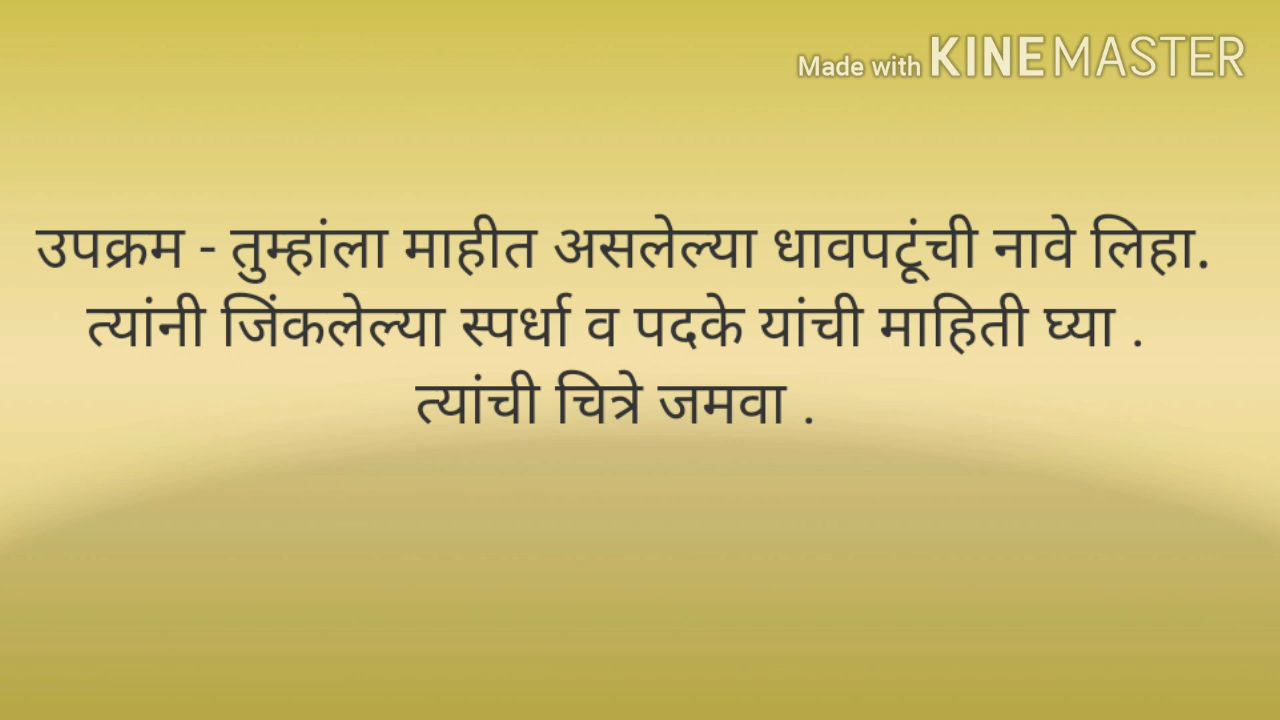 Made with KINEMASTER
उपक्रम - तुम्हांला माहीत असलेल्या धावपटूंची नावे लिहा.
त्यांनी जिंकलेल्या स्पर्धा व पदके यांची माहिती घ्या .
त्यांची चित्रे जमवा .